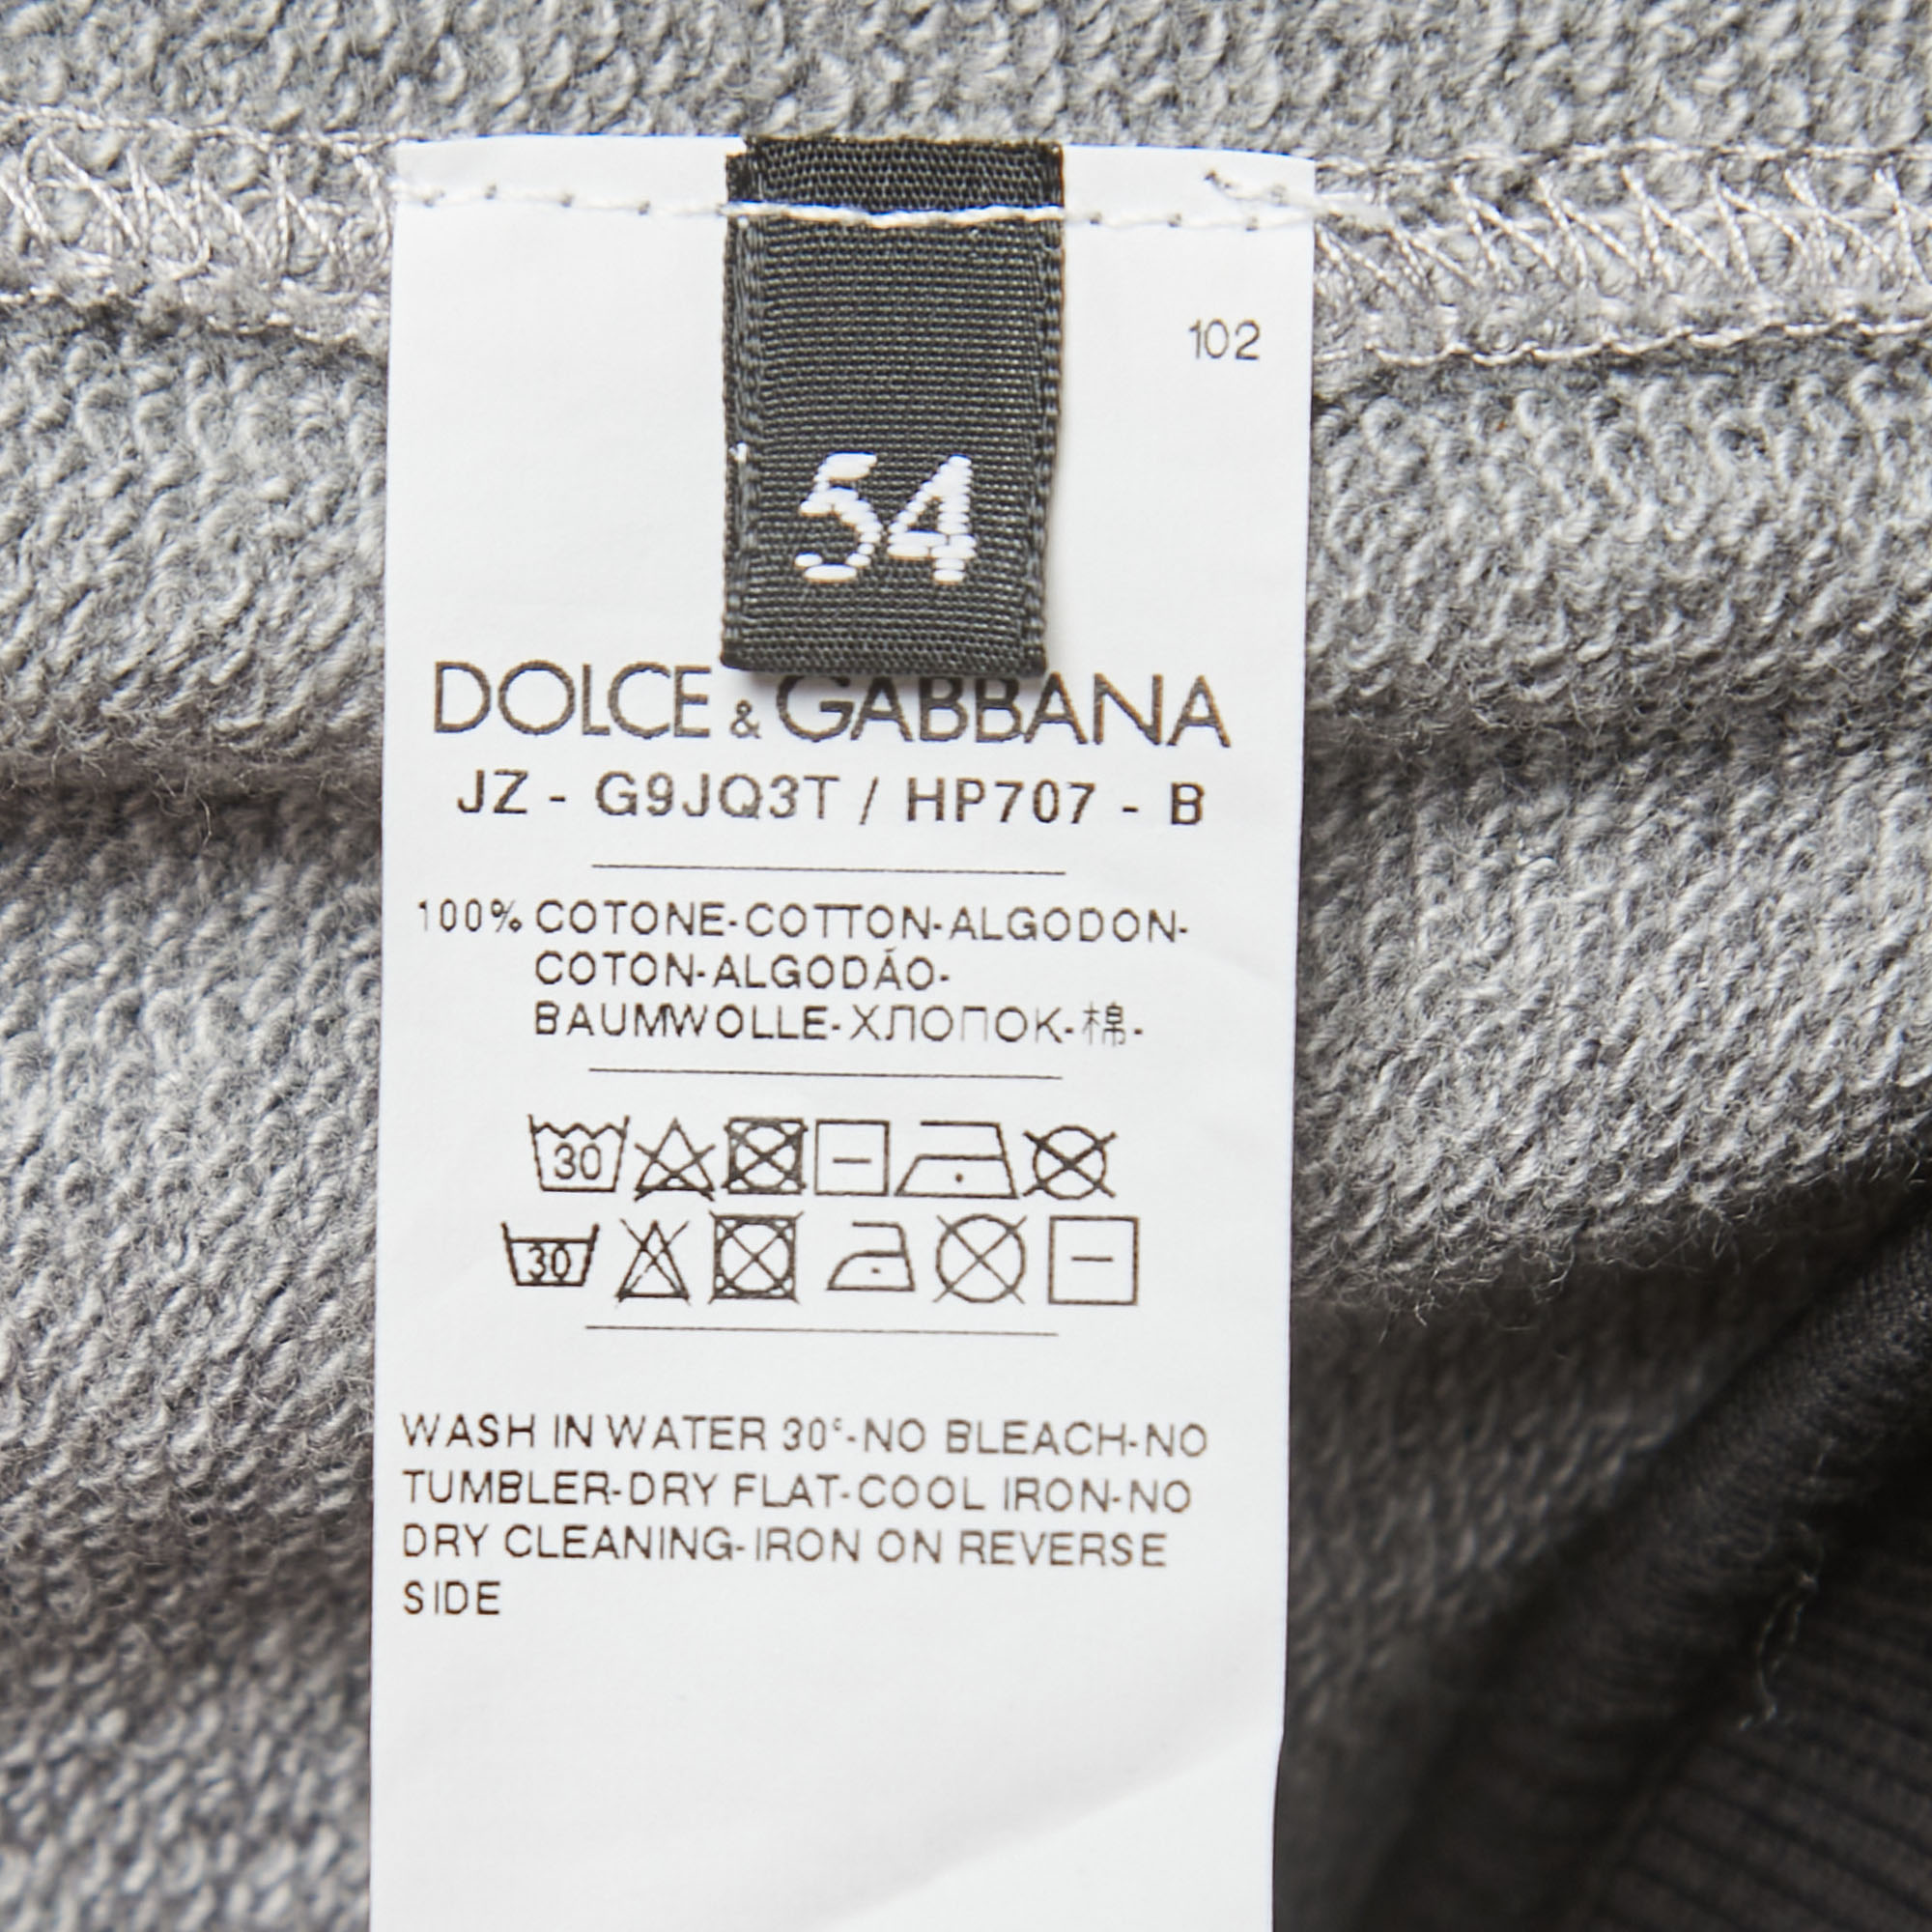 102
54
DOLCE & GABBANA
JZ - G9JQ3T / HP707 - B
100% COTONE-COTTON-ALGODON-
COTON-ALGODÃO-
BAUMWOLLE-ХЛОПОК-棉-
30
30
WASH IN WATER 30°-NO BLEACH-NO
TUMBLER-DRY FLAT-COOL IRON-NO
DRY CLEANING-IRON ON REVERSE
SIDE